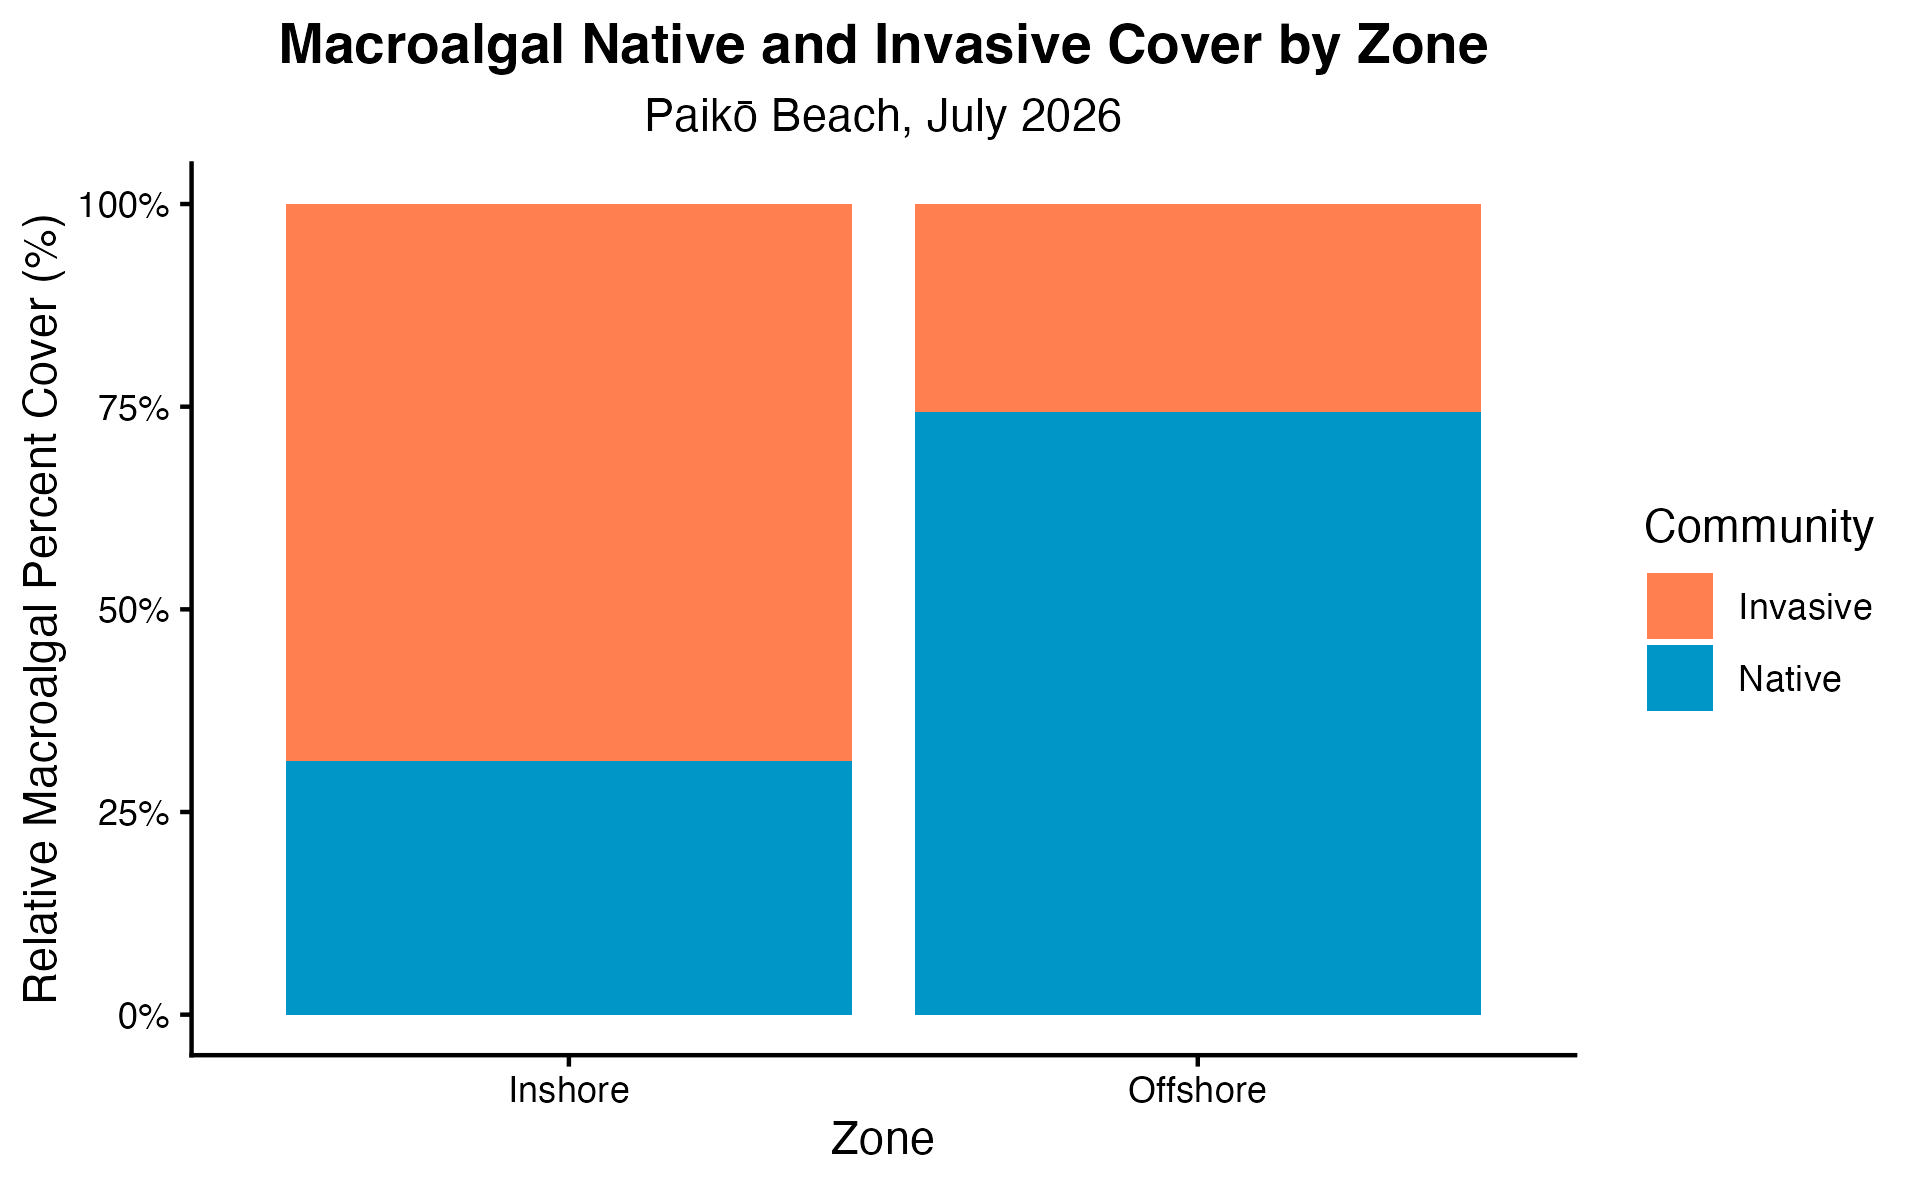 Macroalgal Native and Invasive Cover by Zone
Paikō Beach, July 2026
Relative Macroalgal Percent Cover (%)
100%
75%
50%
25%
0%
Inshore
Offshore
Zone
Community
Invasive
Native